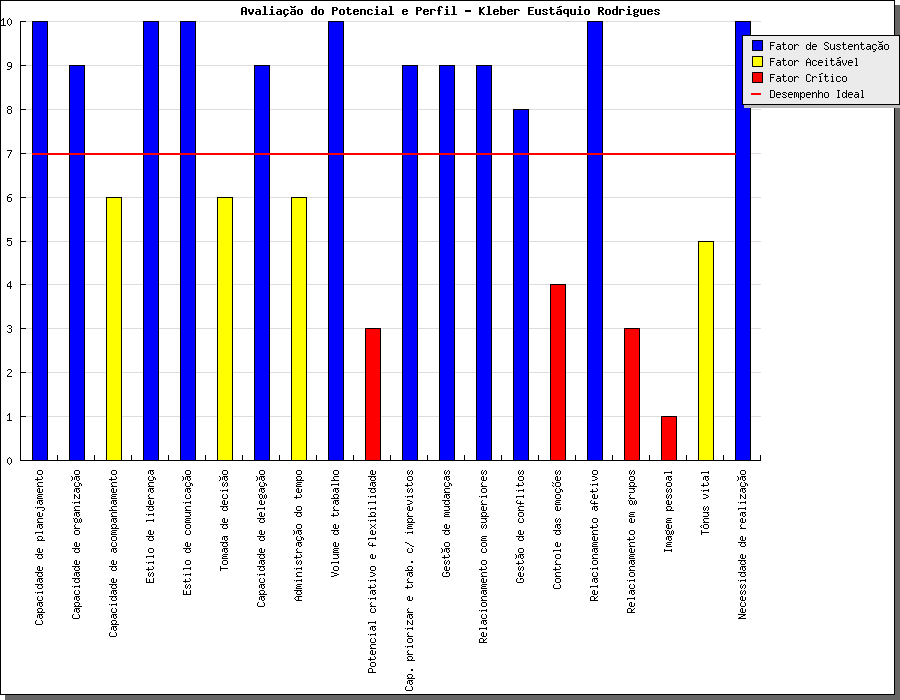 Avaliação do Potencial e Perfil - Kleber Eustáquio Rodrigues
10
9
8
7
6
5
4
3
2
1
0
Fator de Sustentação
Fator Aceitável
Fator Crítico
Desempenho Ideal
Capacidade de planejamento
Capacidade de organização
Capacidade de acompanhamento
Estilo de liderança
Estilo de comunicação
Tomada de decisão
Capacidade de delegação
Administração do tempo
Volume de trabalho
Potencial criativo e flexibilidade
Cap. priorizar e trab. c/ imprevistos
Gestão de mudanças
Relacionamento com superiores
Gestão de conflitos
Controle das emoções
Relacionamento afetivo
Relacionamento em grupos
Imagem pessoal
Tônus vital
Necessidade de realização